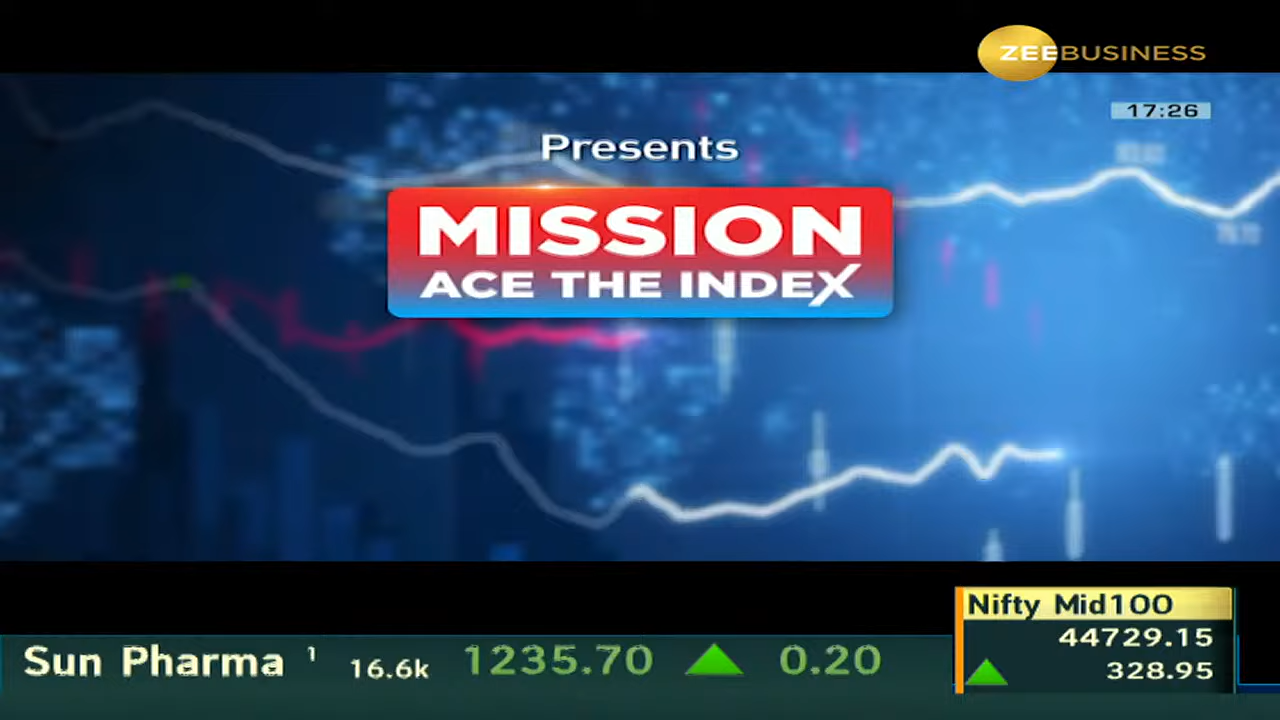 ZEEBUSINESS
17:26
Presents
MISSION
ACE THE INDEX
Nifty Mid100
44729.15
328.95
Sun Pharma 1 16.6k 1235.70 0.20